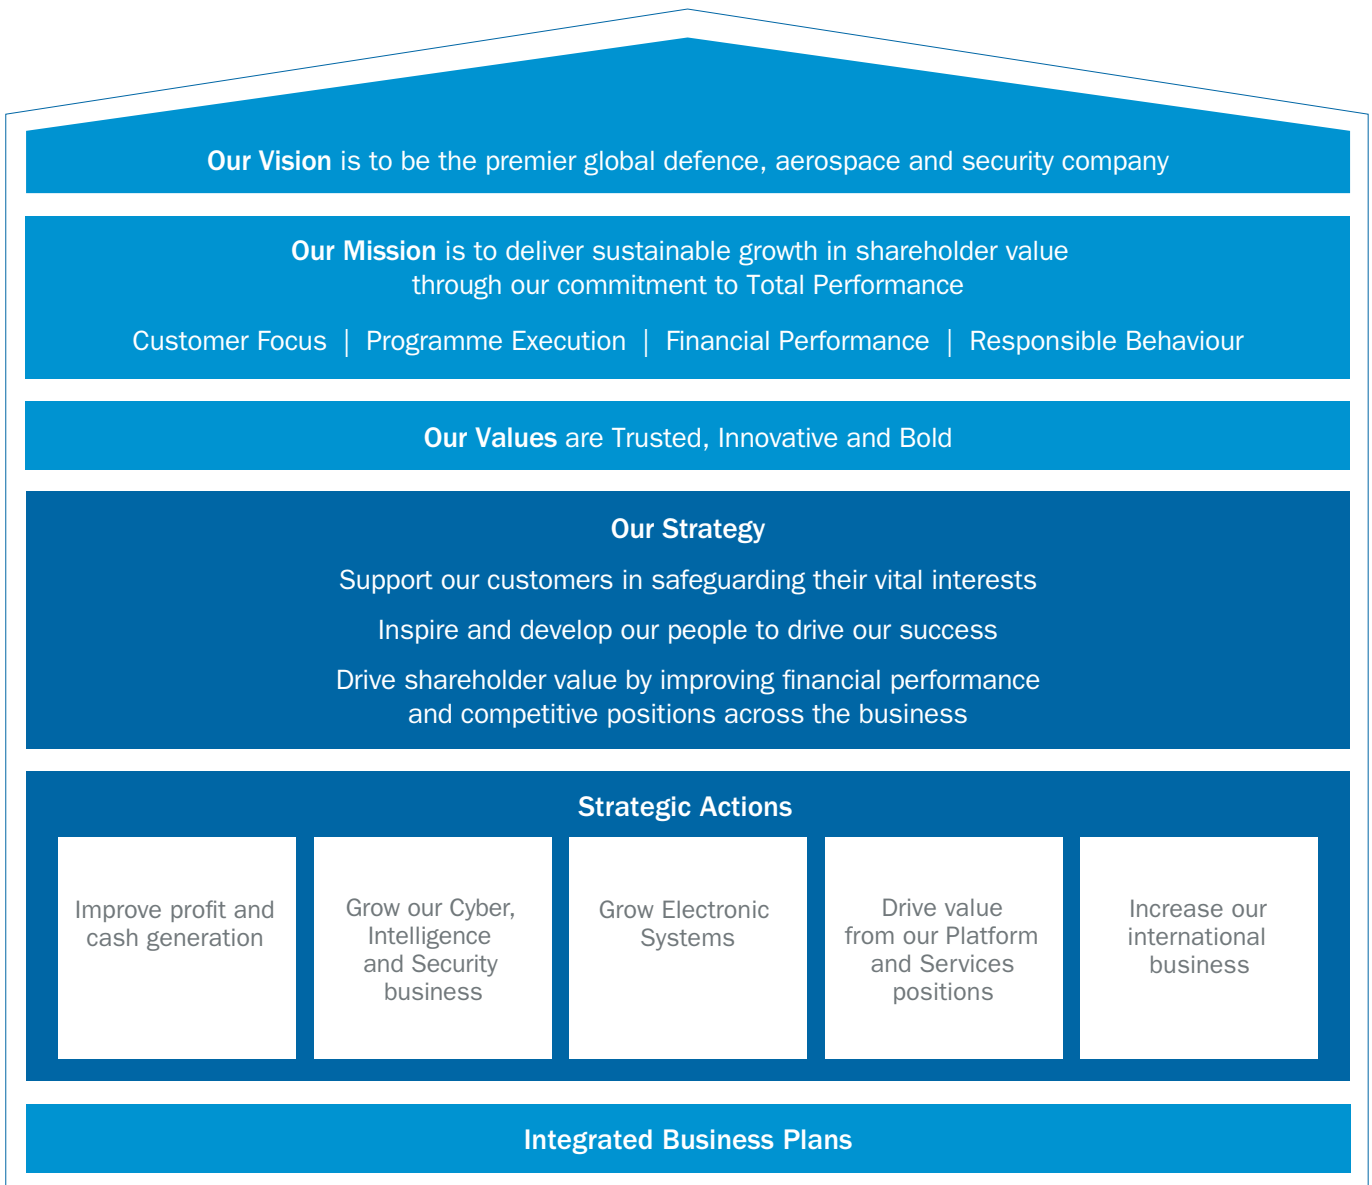 Our Vision is to be the premier global defence, aerospace and security company
Our Mission is to deliver sustainable growth in shareholder value
through our commitment to Total Performance
Customer Focus | Programme Execution | Financial Performance | Responsible Behaviour
Our Values are Trusted, Innovative and Bold
Our Strategy
Support our customers in safeguarding their vital interests
Inspire and develop our people to drive our success
Drive shareholder value by improving financial performance
and competitive positions across the business
Strategic Actions
Improve profit and
cash generation
Grow our Cyber,
Intelligence
and Security
business
Grow Electronic
Systems
Drive value
from our Platform
and Services
positions
Increase our
international
business
Integrated Business Plans